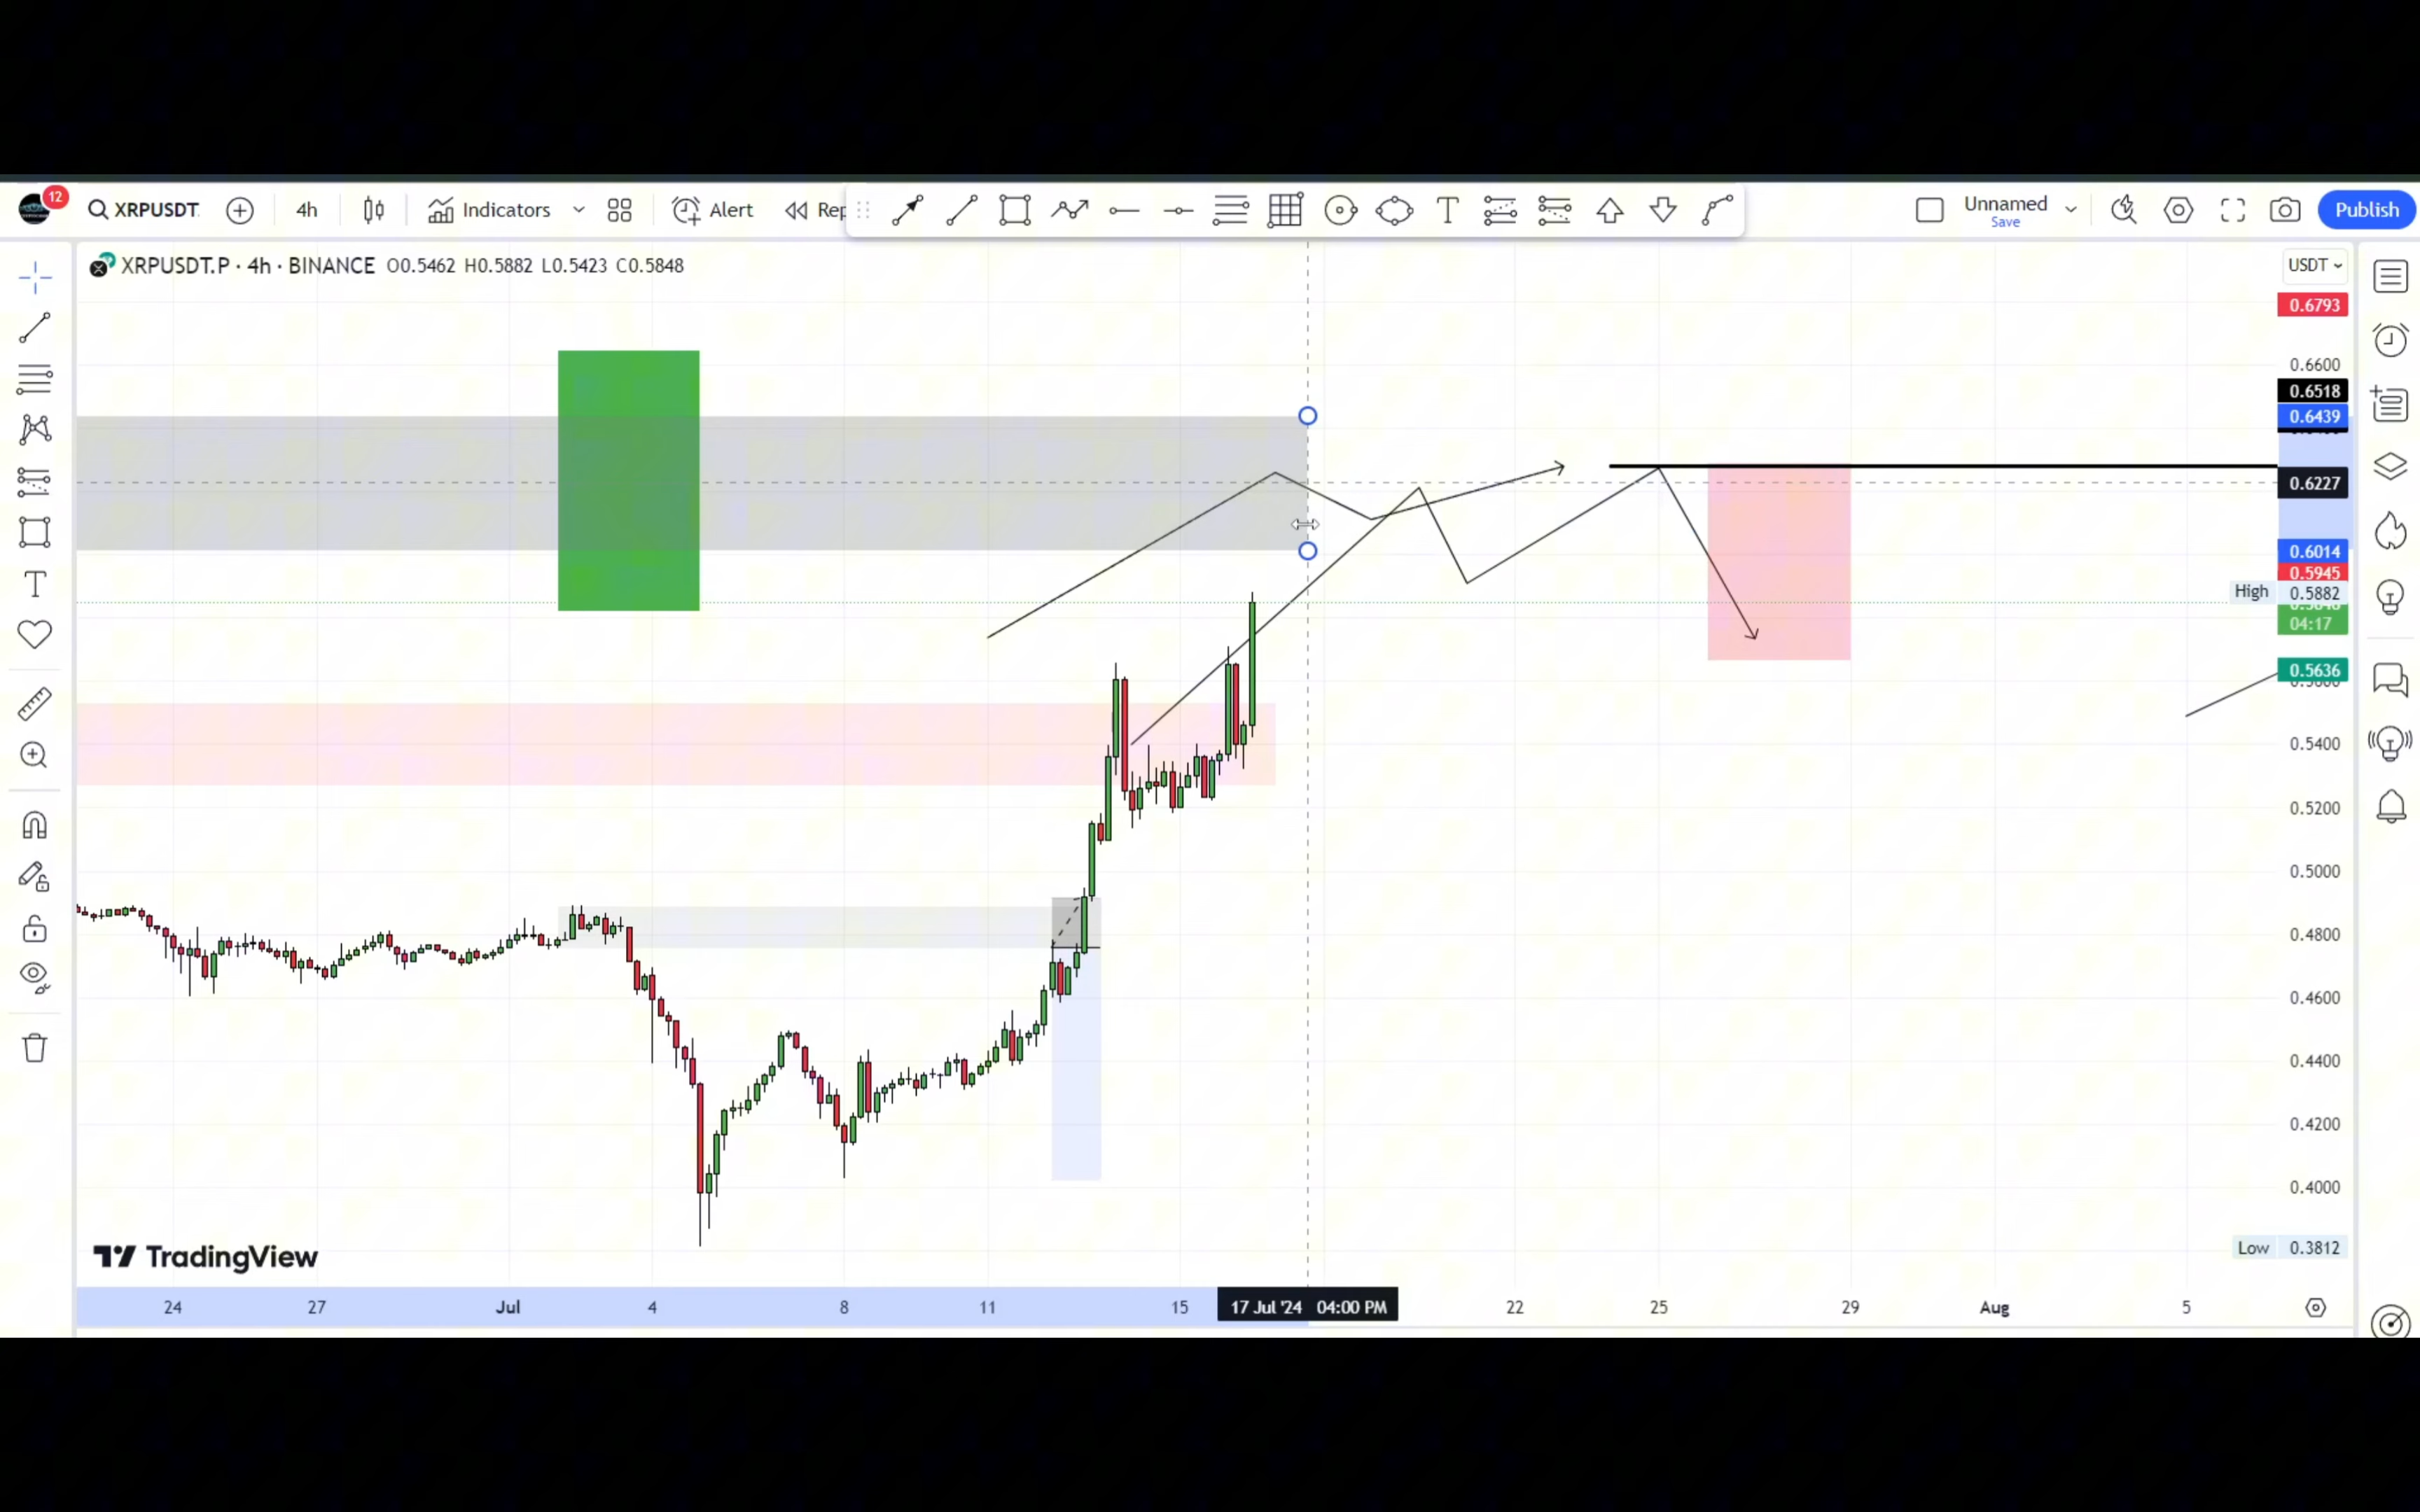 12
XRPUSDT
4h
Indicators
Alert
Rep
Unnamed
Save
Publish
XRPUSDT.P · 4h · BINANCE O0.5462 H0.5882 L0.5423 C0.5848
USDT
0.6793
0.6600
0.6518
0.6439
0.6227
0.6014
0.5945
High 0.5882
04:17
0.5636
0.5400
0.5200
0.5000
0.4800
0.4600
0.4400
0.4200
0.4000
Low 0.3812
TradingView
24 27 Jul 4 8 11 15 17 Jul '24 04:00 PM 22 25 29 Aug 5